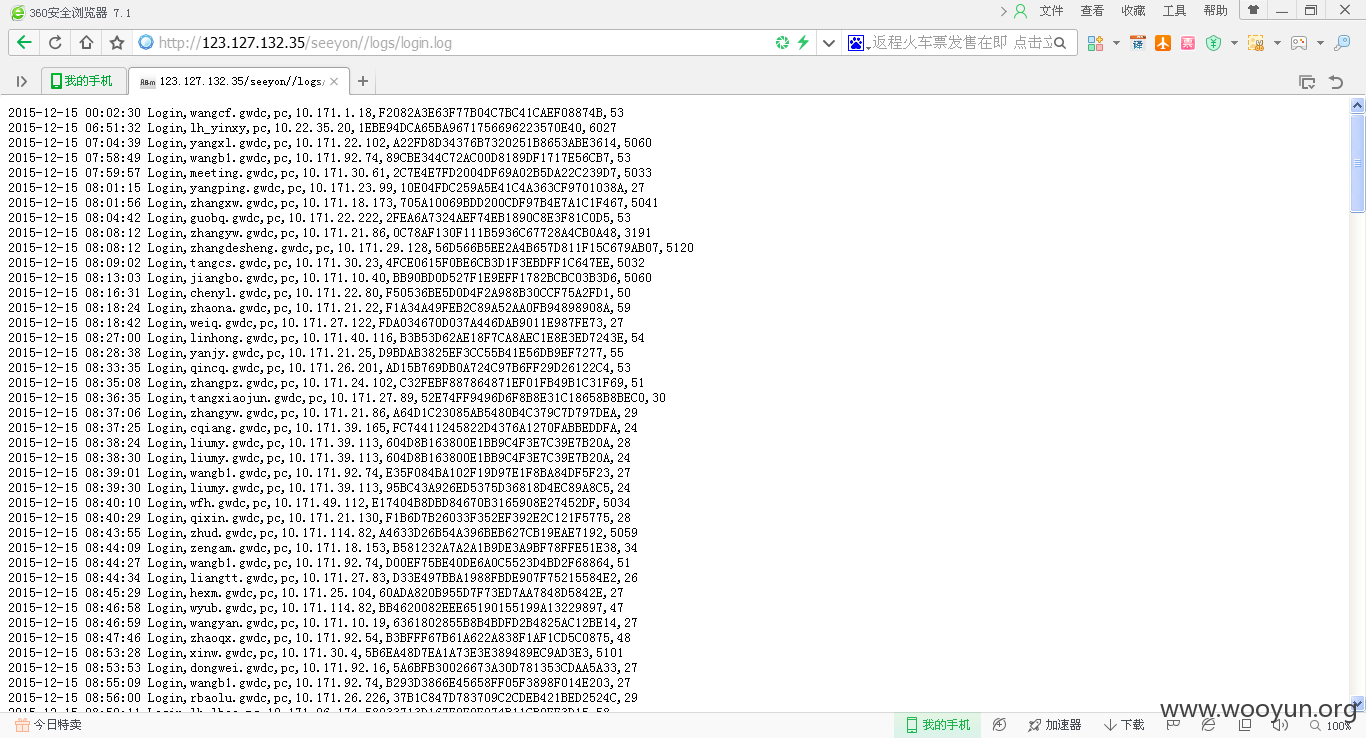 360安全浏览器 7.1
文件 查看 收藏 工具 帮助
http://123.127.132.35/seeyon//logs/login.log
返程火车票发售在即 点击立
我的手机
123.127.132.35/seeyon//logs/
2015-12-15 00:02:30 Login,wangcf.gwdc,pc,10.171.1.18,F2082A3E63F77B04C7BC41CAEF08874B,53
2015-12-15 06:51:32 Login,lh_yinxy,pc,10.22.35.20,1EBE94DCA65BA9671756696223570E40,6027
2015-12-15 07:04:39 Login,yangxl.gwdc,pc,10.171.22.102,A22FD8D34376B7320251B8653ABE3614,5060
2015-12-15 07:58:49 Login,wangbl.gwdc,pc,10.171.92.74,89CBE344C72AC00D8189DF1717E56CB7,53
2015-12-15 07:59:57 Login,meeting.gwdc,pc,10.171.30.61,2C7E4E7FD2004DF69A02B5DA22C239D7,5033
2015-12-15 08:01:15 Login,yangping.gwdc,pc,10.171.23.99,10E04FDC259A5E41C4A363CF9701038A,27
2015-12-15 08:01:56 Login,zhangxw.gwdc,pc,10.171.18.173,705A10069BDD200CDF97B4E7A1C1F467,5041
2015-12-15 08:04:42 Login,guobq.gwdc,pc,10.171.22.222,2FEA6A7324AEF74EB1890C8E3F81C0D5,53
2015-12-15 08:08:12 Login,zhangyw.gwdc,pc,10.171.21.86,0C78AF130F111B5936C67728A4CB0A48,3191
2015-12-15 08:08:12 Login,zhangdesheng.gwdc,pc,10.171.29.128,56D566B5EE2A4B657D811F15C679AB07,5120
2015-12-15 08:09:02 Login,tangcs.gwdc,pc,10.171.30.23,4FCE0615F0BE6CB3D1F3EBDFF1C647EE,5032
2015-12-15 08:13:03 Login,jiangbo.gwdc,pc,10.171.10.40,BB90BD0D527F1E9EFF1782BCBC03B3D6,5060
2015-12-15 08:16:31 Login,chenyl.gwdc,pc,10.171.22.80,F50536BE5D0D4F2A988B30CCF75A2FD1,50
2015-12-15 08:18:24 Login,zhaona.gwdc,pc,10.171.21.22,F1A34A49FEB2C89A52AA0FB94898908A,59
2015-12-15 08:18:42 Login,weiq.gwdc,pc,10.171.27.122,FDA034670D037A446DAB9011E987FE73,27
2015-12-15 08:27:00 Login,linhong.gwdc,pc,10.171.40.116,B3B53D62AE18F7CA8AEC1E8E3ED7243E,54
2015-12-15 08:28:38 Login,yanjy.gwdc,pc,10.171.21.25,D9BDAB3825EF3CC55B41E56DB9EF7277,55
2015-12-15 08:33:35 Login,qincq.gwdc,pc,10.171.26.201,AD15B769DB0A724C97B6FF29D26122C4,53
2015-12-15 08:35:08 Login,zhangpz.gwdc,pc,10.171.24.102,C32FEBF887864871EF01FB49B1C31F69,51
2015-12-15 08:36:35 Login,tangxiaojun.gwdc,pc,10.171.27.89,52E74FF9496D6F8B8E31C18658B8BEC0,30
2015-12-15 08:37:06 Login,zhangyw.gwdc,pc,10.171.21.86,A64D1C23085AB5480B4C379C7D797DEA,29
2015-12-15 08:37:25 Login,cqiang.gwdc,pc,10.171.39.165,FC74411245822D4376A1270FABBEDDFA,24
2015-12-15 08:38:24 Login,liumy.gwdc,pc,10.171.39.113,604D8B163800E1BB9C4F3E7C39E7B20A,28
2015-12-15 08:38:30 Login,liumy.gwdc,pc,10.171.39.113,604D8B163800E1BB9C4F3E7C39E7B20A,24
2015-12-15 08:39:01 Login,wangbl.gwdc,pc,10.171.92.74,E35F084BA102F19D97E1F8BA84DF5F23,27
2015-12-15 08:39:30 Login,liumy.gwdc,pc,10.171.39.113,95BC43A926ED5375D36818D4EC89A8C5,24
2015-12-15 08:40:10 Login,wfh.gwdc,pc,10.171.49.112,E17404B8DBD84670B3165908E27452DF,5034
2015-12-15 08:40:29 Login,qixin.gwdc,pc,10.171.21.130,F1B6D7B26033F352EF392E2C121F5775,28
2015-12-15 08:43:55 Login,zhud.gwdc,pc,10.171.114.82,A4633D26B54A396BEB627CB19EAE7192,5059
2015-12-15 08:44:09 Login,zengam.gwdc,pc,10.171.18.153,B581232A7A2A1B9DE3A9BF78FFE51E38,34
2015-12-15 08:44:27 Login,wangbl.gwdc,pc,10.171.92.74,D00EF75BE40DE6A0C5523D4BD2F68864,51
2015-12-15 08:44:34 Login,liangtt.gwdc,pc,10.171.27.83,D33E497BBA1988FBDE907F75215584E2,26
2015-12-15 08:45:29 Login,hexm.gwdc,pc,10.171.25.104,60ADA820B955D7F73ED7AA7848D5842E,27
2015-12-15 08:46:58 Login,wyub.gwdc,pc,10.171.114.82,BB4620082EEE65190155199A13229897,47
2015-12-15 08:46:59 Login,wangyan.gwdc,pc,10.171.10.19,6361802855B8B4BDFD2B4825AC12BE14,27
2015-12-15 08:47:46 Login,zhaoqx.gwdc,pc,10.171.92.54,B3BFFF67B61A622A838F1AF1CD5C0875,48
2015-12-15 08:53:28 Login,xinw.gwdc,pc,10.171.30.4,5B6EA48D7EA1A73E3E389489EC9AD3E3,5101
2015-12-15 08:53:53 Login,dongwei.gwdc,pc,10.171.92.16,5A6BFB30026673A30D781353CDAA5A33,27
2015-12-15 08:55:09 Login,wangbl.gwdc,pc,10.171.92.74,B293D3866E45658FF05F3898F014E203,27
2015-12-15 08:56:00 Login,rbaolu.gwdc,pc,10.171.26.226,37B1C847D783709C2CDEB421BED2524C,29
www.wooyun.org
今日特卖
我的手机 加速器 下载 100%